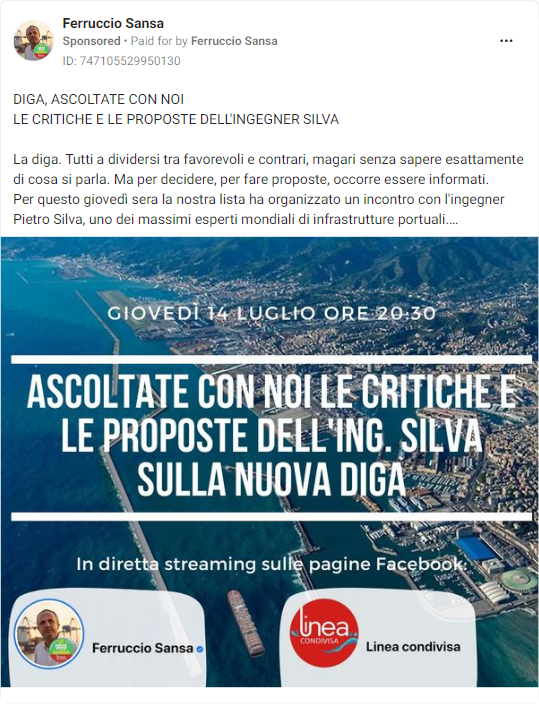 Ferruccio Sansa
Sponsored • Paid for by Ferruccio Sansa
ID: 747105529950130
DIGA, ASCOLTATE CON NOI
LE CRITICHE E LE PROPOSTE DELL'INGEGNER SILVA
La diga. Tutti a dividersi tra favorevoli e contrari, magari senza sapere esattamente
di cosa si parla. Ma per decidere, per fare proposte, occorre essere informati.
Per questo giovedì sera la nostra lista ha organizzato un incontro con l'ingegner
Pietro Silva, uno dei massimi esperti mondiali di infrastrutture portuali....
GIOVEDÌ 14 LUGLIO ORE 20:30
ASCOLTATE CON NOI LE CRITICHE E
LE PROPOSTE DELL'ING. SILVA
SULLA NUOVA DIGA
In diretta streaming sulle pagine Facebook:
Ferruccio Sansa
linea
CONDIVISA
Linea condivisa